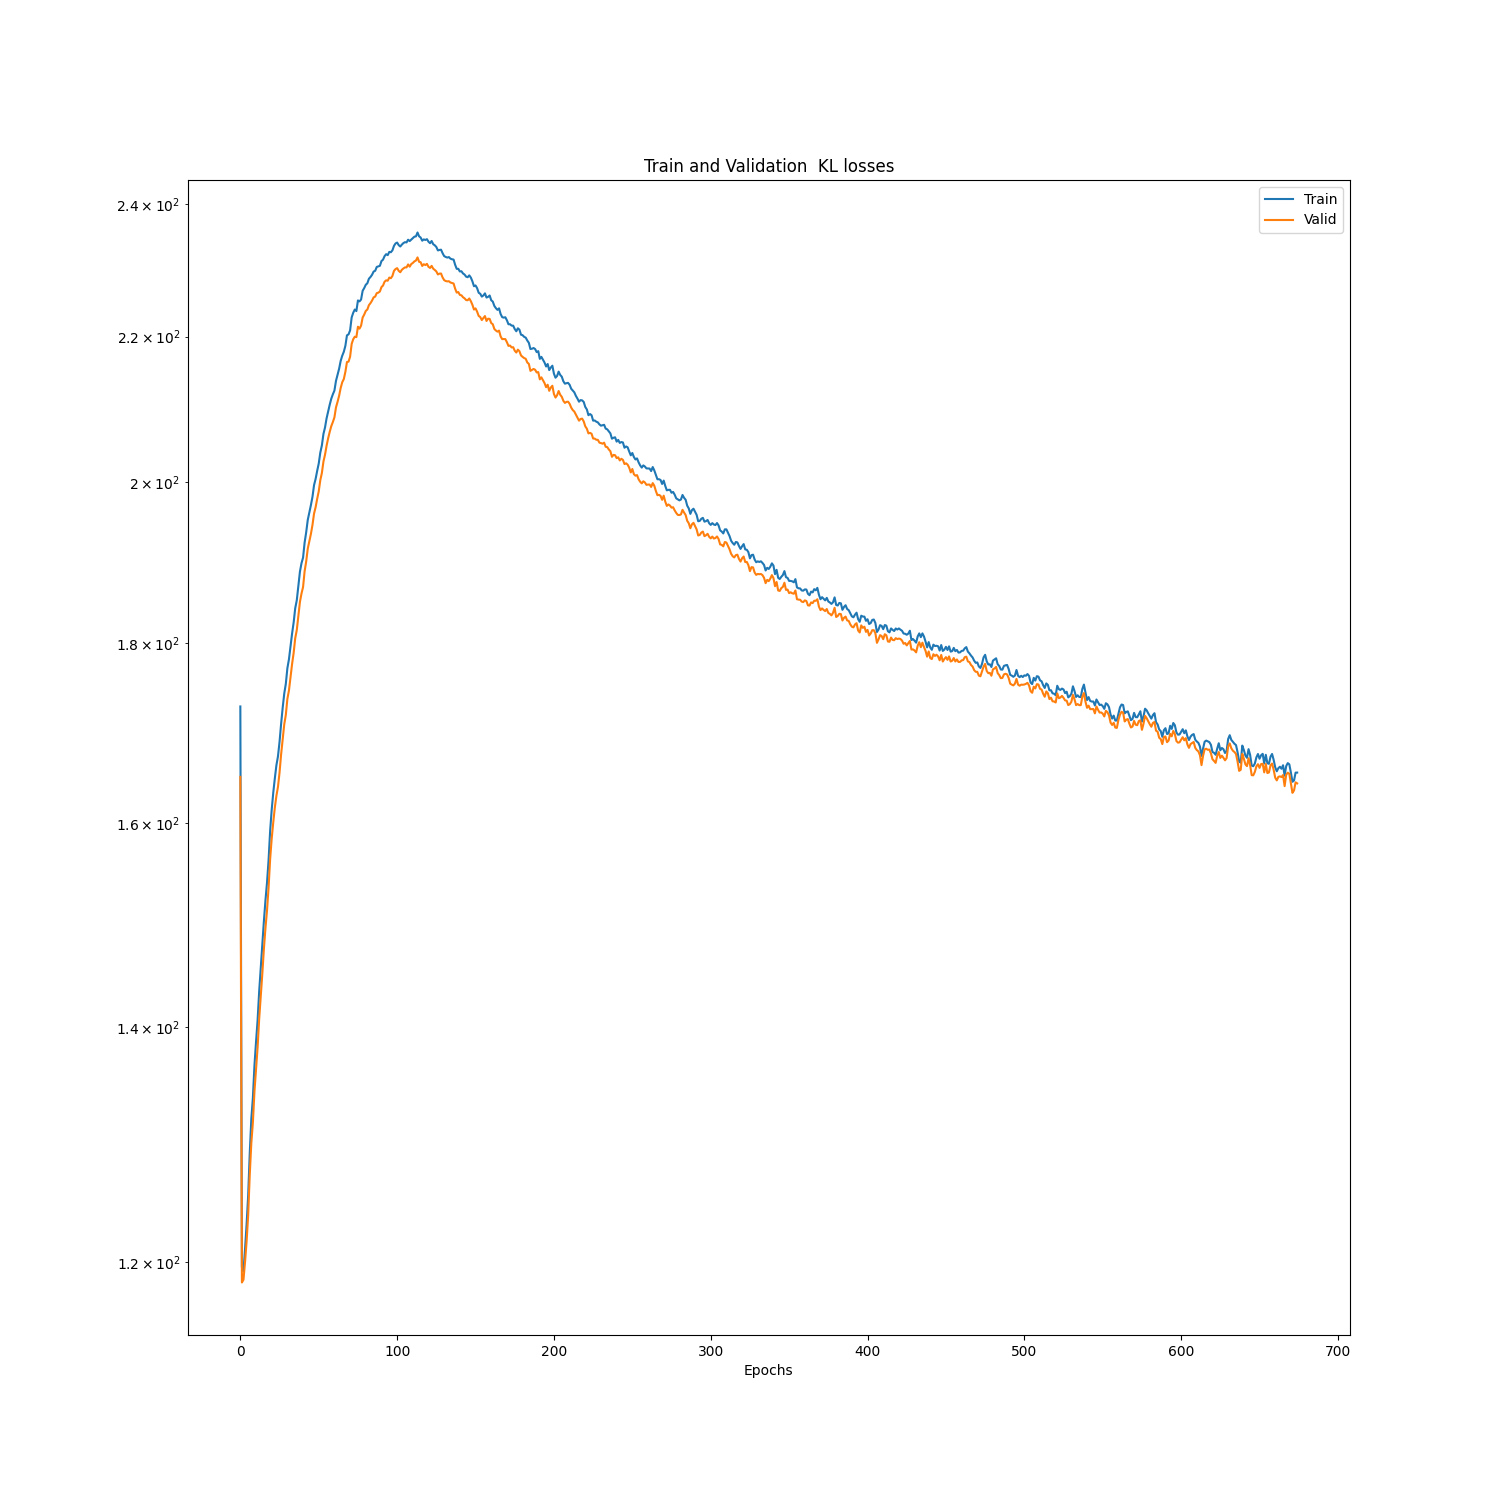 Train and Validation  KL losses
Train
Valid
2.4 × 10²
2.2 × 10²
2 × 10²
1.8 × 10²
1.6 × 10²
1.4 × 10²
1.2 × 10²
0 100 200 300 400 500 600 700
Epochs